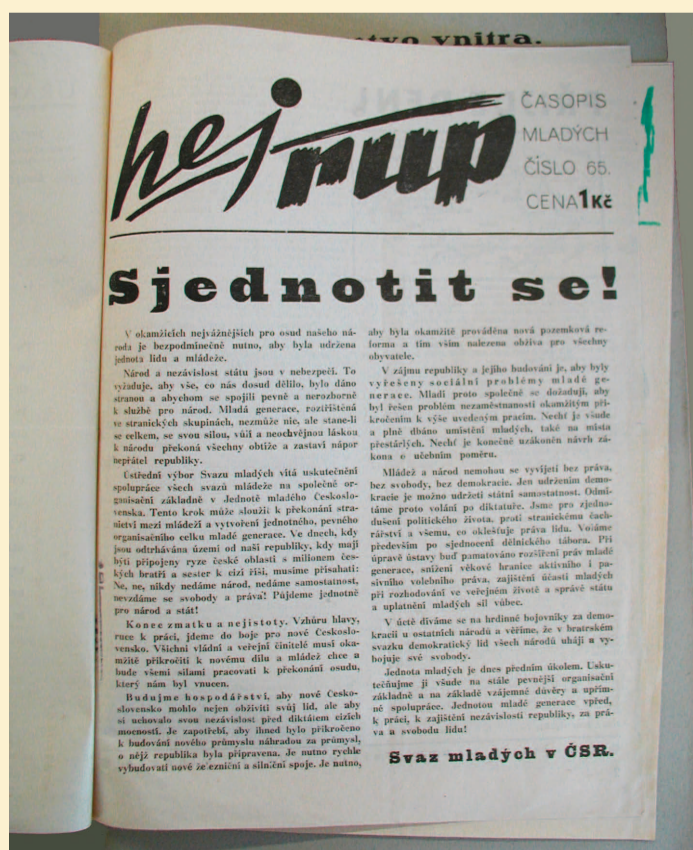 vnitra.
hej rup
ČASOPIS
MLADÝCH
ČÍSLO 65.
CENA 1 Kč
Sjednotit se!
V okamžicích nejvážnějších pro osud našeho ná-
roda je bezpodmínečně nutno, aby byla udržena
jednota lidu a mládeže.
Národ a nezávislost státu jsou v nebezpečí. To
vyžaduje, aby vše, co nás dosud dělilo, bylo dáno
stranou a abychom se spojili pevně a nerozborně
k službě pro národ. Mladá generace, roztříštěná
ve stranických skupinách, nezmůže nic, ale stane-li
se celkem, se svou silou, vůlí a neochvějnou láskou
k národu překoná všechny obtíže a zastaví nápor
nepřátel republiky.
Ústřední výbor Svazu mladých vítá uskutečnění
spolupráce všech svazů mládeže na společné or-
ganisační základně v Jednotě mladého Českoslo-
venska. Tento krok může sloužit k překonání stra-
nictví mezi mládeží a vytvoření jednotného, pevného
organisačního celku mladé generace. Ve dnech, kdy
jsou odtrhávána území od naší republiky, kdy mají
býti připojeny ryze české oblasti s milionem čes-
kých bratří a sester k cizí říši, musíme přísahati:
Ne, ne, nikdy nedáme národ, nedáme samostatnost,
nevzdáme se svobody a práva! Půjdeme jednotně
pro národ a stát!
Konec zmatku a nejistoty. Vzhůru hlavy,
ruce k práci, jdeme do boje pro nové Českoslo-
vensko. Všichni vládní a veřejní činitelé musí oka-
mžitě přikročiti k novému dílu a mládež chce a
bude všemi silami pracovati k překonání osudu,
který nám byl vnucen.
Budujme hospodářství, aby nové Česko-
slovensko mohlo nejen obživiti svůj lid, ale aby
si uchovalo svou nezávislost před diktátem cizích
mocností. Je zapotřebí, aby ihned bylo přikročeno
k budování nového průmyslu náhradou za průmysl,
o nějž republika byla připravena. Je nutno rychle
vybudovati nové železniční a silniční spoje. Je nutno,
aby byla okamžitě prováděna nová pozemková re-
forma a tím vším nalezena obživa pro všechny
obyvatele.
V zájmu republiky a jejího budování je, aby byly
vyřešeny sociální problémy mladé ge-
nerace. Mladí proto společně se dožadují, aby
byl řešen problém nezaměstnanosti okamžitým při-
kročením k výše uvedeným pracím. Nechť je všude
a plně dbáno umístění mladých, také na místa
přestárlých. Nechť je konečně uzákoněn návrh zá-
kona o učebním poměru.
Mládež a národ nemohou se vyvíjeti bez práva,
bez svobody, bez demokracie. Jen udržením demo-
kracie je možno udržeti státní samostatnost. Odmí-
táme proto volání po diktatuře. Jsme pro zjedno-
dušení politického života, proti stranickému čach-
rářství a všemu, co oklešťuje práva lidu. Voláme
především po sjednocení dělnického tábora. Při
úpravě ústavy buď pamatováno rozšíření práv mladé
generace, snížení věkové hranice aktivního i pa-
sivního volebního práva, zajištění účasti mladých
při rozhodování ve veřejném životě a správě státu
a uplatnění mladých sil vůbec.
V úctě díváme se na hrdinné bojovníky za demo-
kracii u ostatních národů a věříme, že v bratrském
svazku demokratický lid všech národů uhájí a vy-
bojuje své svobody.
Jednota mladých je dnes předním úkolem. Usku-
tečňujme ji všude na stále pevnější organisační
základně a na základě vzájemné důvěry a upřím-
né spolupráce. Jednotou mladé generace vpřed,
k práci, k zajištění nezávislosti republiky, za prá-
va a svobodu lidu!
Svaz mladých v ČSR.